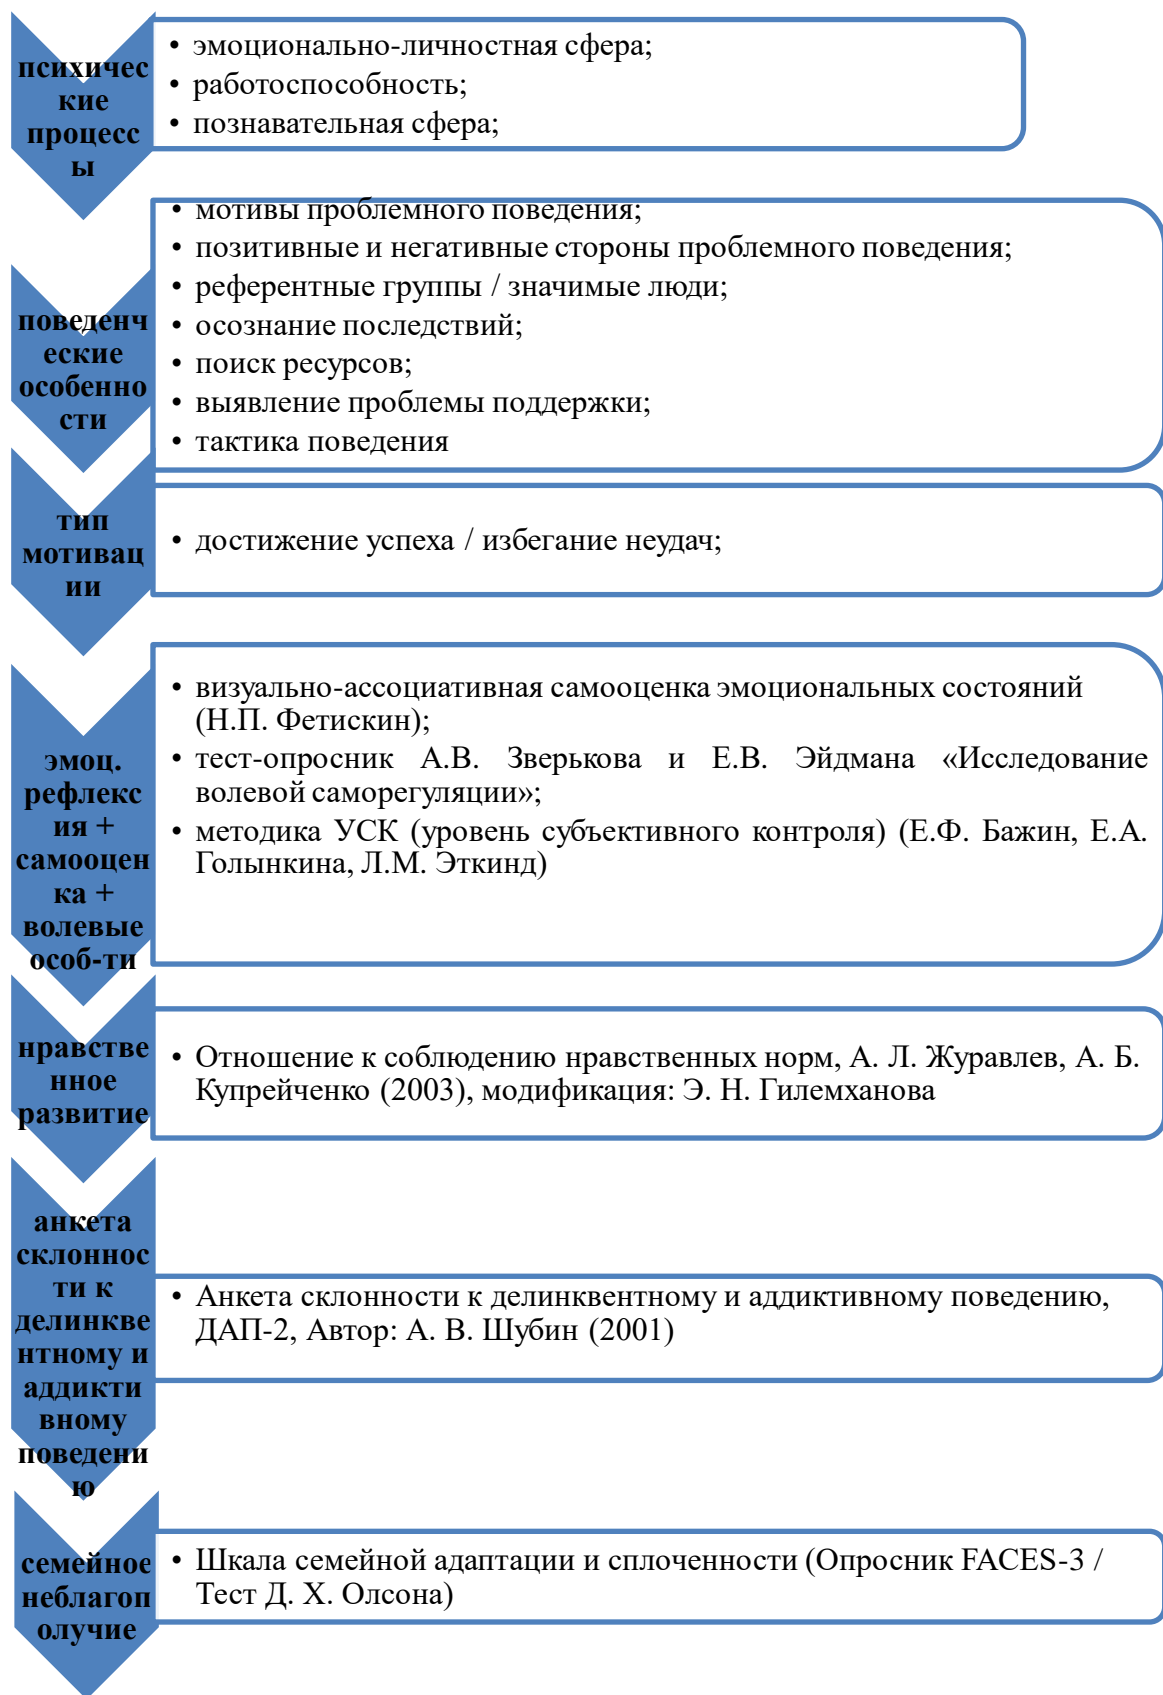 психичес
кие
процесс
ы
• эмоционально-личностная сфера;
• работоспособность;
• познавательная сфера;
поведенч
еские
особенно
сти
• мотивы проблемного поведения;
• позитивные и негативные стороны проблемного поведения;
• референтные группы / значимые люди;
• осознание последствий;
• поиск ресурсов;
• выявление проблемы поддержки;
• тактика поведения
тип
мотивац
ии
• достижение успеха / избегание неудач;
эмоц.
рефлекс
ия +
самооцен
ка +
волевые
особ-ти
• визуально-ассоциативная самооценка эмоциональных состояний
(Н.П. Фетискин);
• тест-опросник А.В. Зверькова и Е.В. Эйдмана «Исследование
волевой саморегуляции»;
• методика УСК (уровень субъективного контроля) (Е.Ф. Бажин, Е.А.
Голынкина, Л.М. Эткинд)
нравстве
нное
развитие
• Отношение к соблюдению нравственных норм, А. Л. Журавлев, А. Б.
Купрейченко (2003), модификация: Э. Н. Гилемханова
анкета
склоннос
ти к
делинкве
нтному и
аддикти
вному
поведени
ю
• Анкета склонности к делинквентному и аддиктивному поведению,
ДАП-2, Автор: А. В. Шубин (2001)
семейное
неблагоп
олучие
• Шкала семейной адаптации и сплоченности (Опросник FACES-3 /
Тест Д. Х. Олсона)